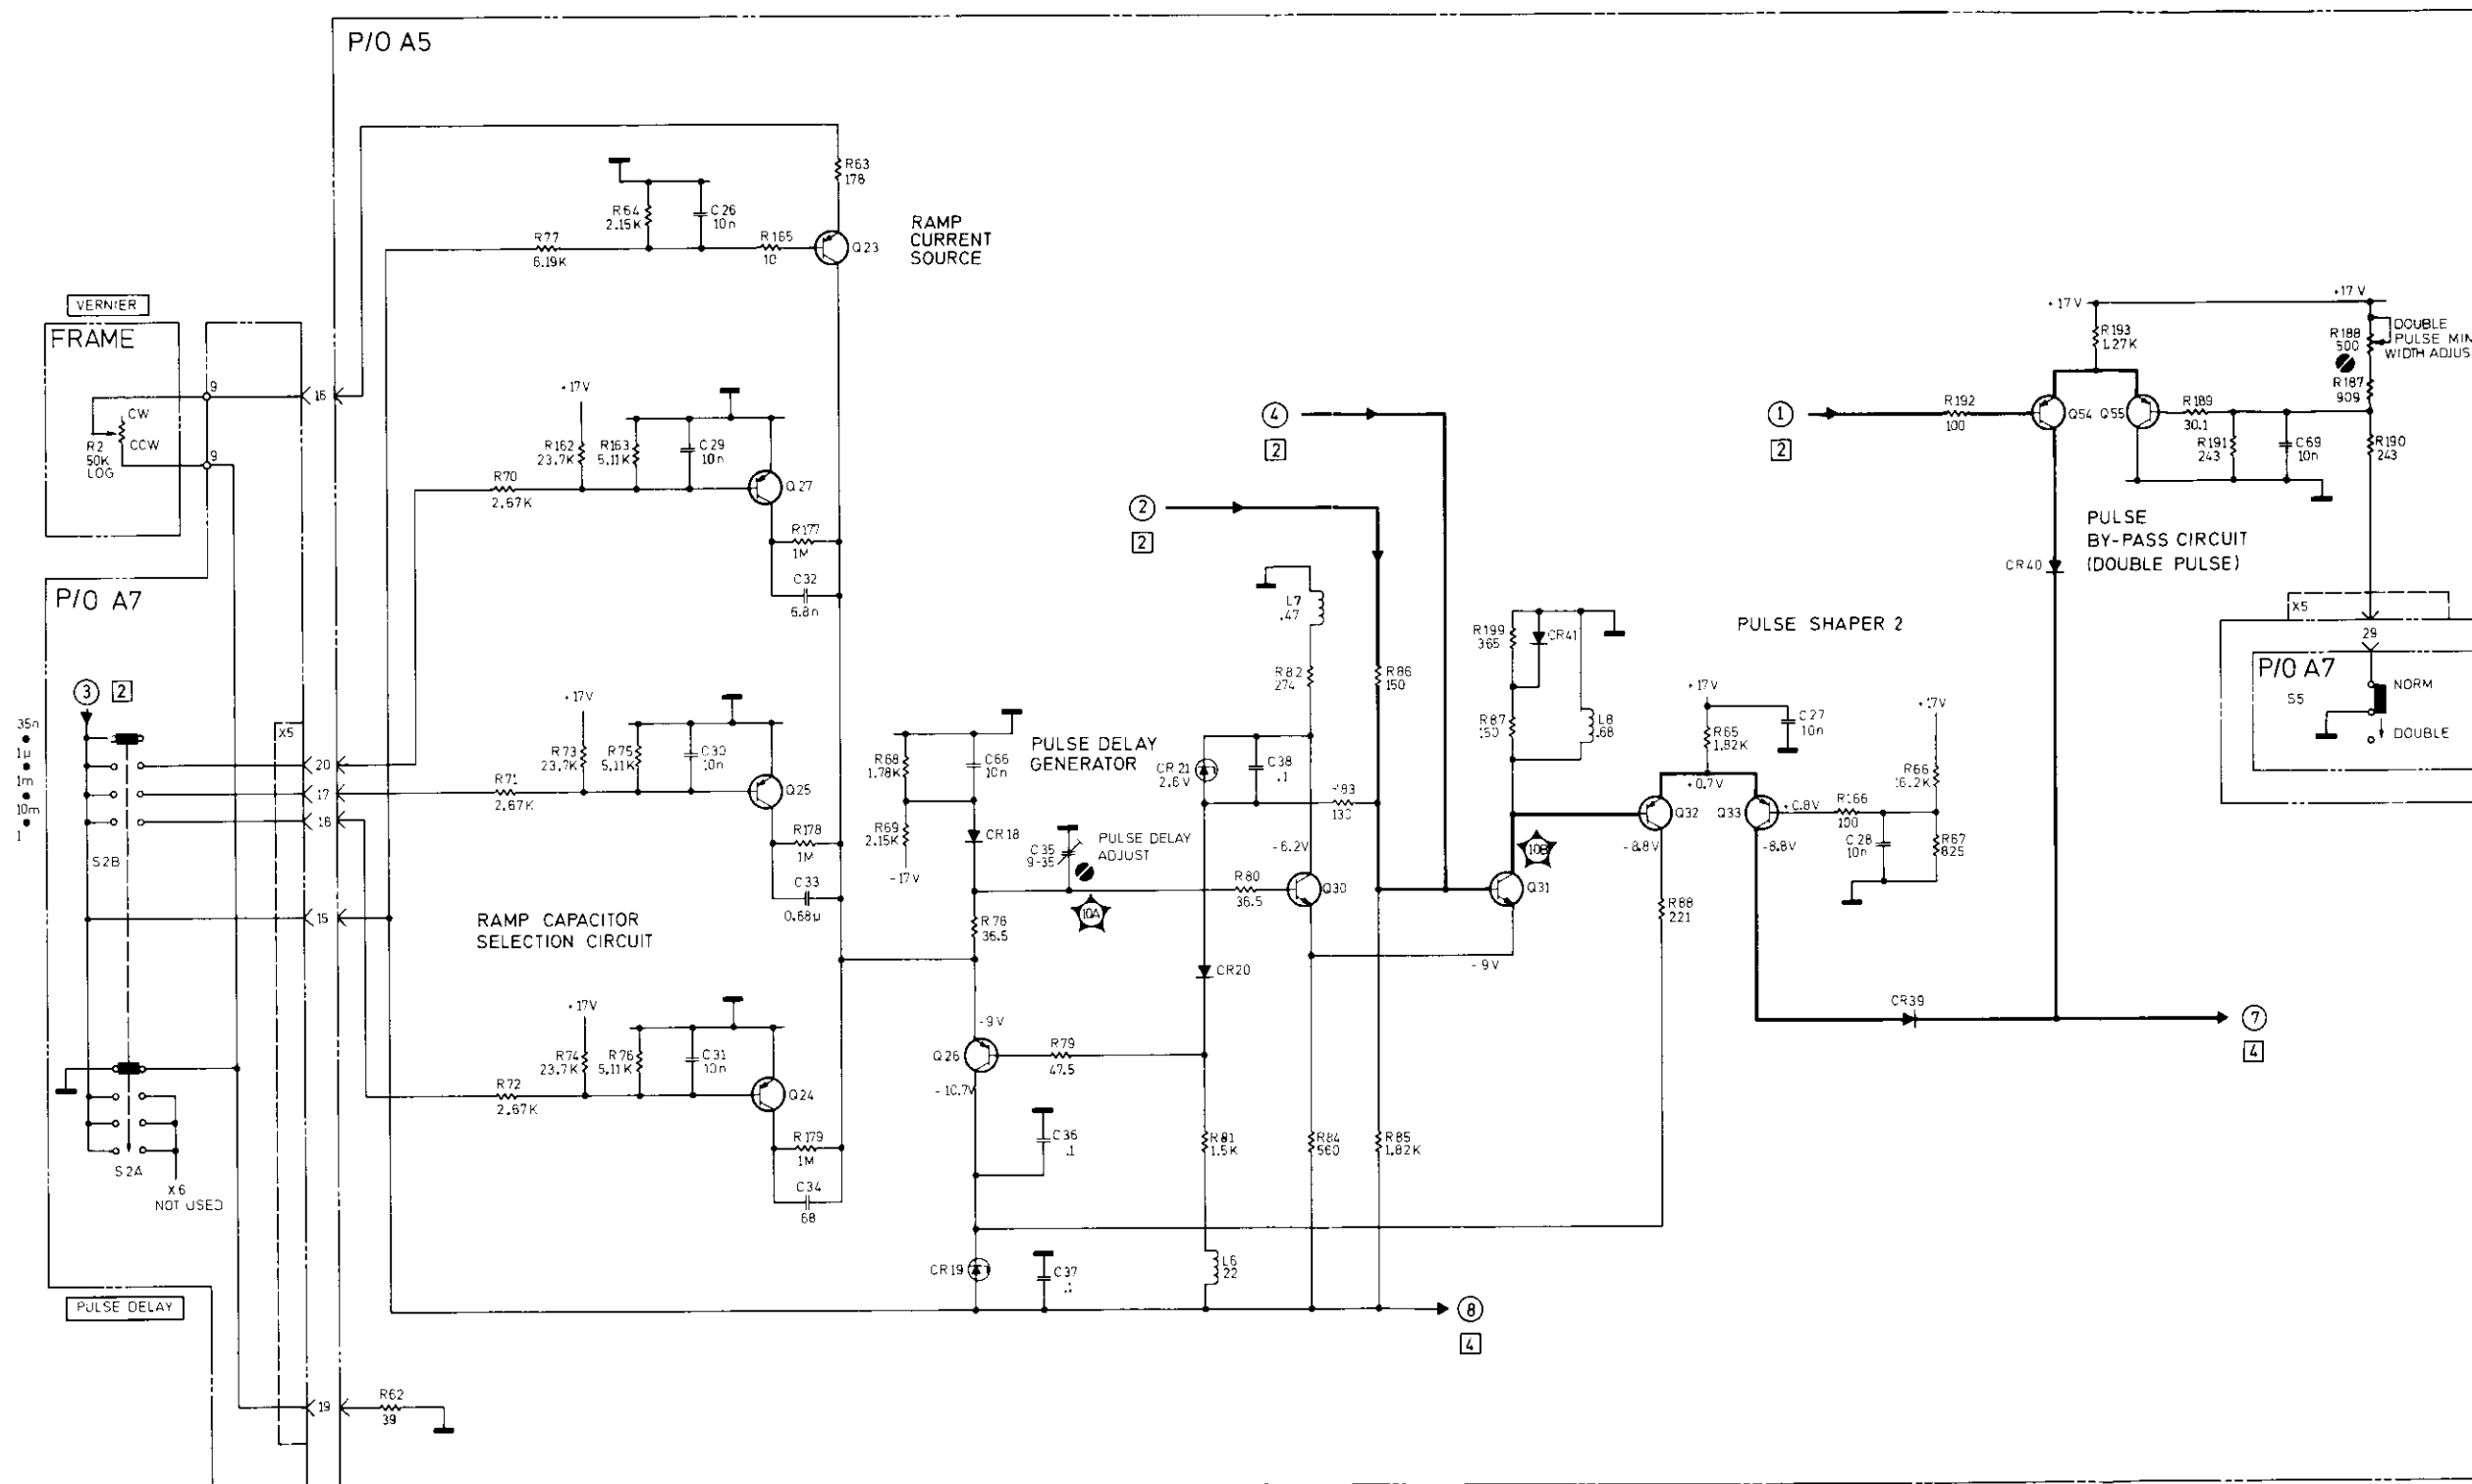 P/O A5
R63
178
R64
2.15K
C26
10n
R77
6.19K
R165
10
Q23
RAMP
CURRENT
SOURCE
VERNIER
FRAME
R2
50K
LOG
CW
CCW
9
9
16
+17V
R162
23.7K
R163
5.11K
C29
10n
R70
2.67K
Q27
R177
1M
C32
6.8n
4
2
2
2
1
2
R192
100
+17V
R193
1.27K
Q54
Q55
R189
30.1
R191
243
C69
10n
+17V
R188
500
DOUBLE
PULSE MIN
WIDTH ADJUS
R187
909
R190
243
PULSE
BY-PASS CIRCUIT
(DOUBLE PULSE)
CR40
X5
29
P/O A7
S5
NORM
DOUBLE
P/O A7
3
2
35n
1µ
1m
10m
1
S2B
X5
20
17
18
15
+17V
R73
23.7K
R75
5.11K
C30
10n
R71
2.67K
Q25
R178
1M
C33
0.68µ
RAMP CAPACITOR
SELECTION CIRCUIT
R68
1.78K
C66
10n
R69
2.15K
-17V
CR18
PULSE DELAY
GENERATOR
C35
9-35
PULSE DELAY
ADJUST
10A
R76
36.5
L7
.47
R82
274
CR21
2.6V
C38
.1
130
R86
150
-6.2V
R80
36.5
Q30
CR20
R199
365
CR41
R87
150
L8
.68
10B
Q31
-9V
PULSE SHAPER 2
+17V
R65
1.82K
C27
10n
+0.7V
Q32
Q33
-8.8V
-8.8V
+0.8V
R166
100
C28
10n
+17V
R66
16.2K
R67
825
R88
221
CR39
7
4
-9V
Q26
-10.7V
R79
47.5
+17V
R74
23.7K
R76
5.11K
C31
10n
R72
2.67K
Q24
R179
1M
C34
68
S2A
X6
NOT USED
C36
.1
R81
1.5K
R84
560
R85
1.82K
CR19
C37
.1
L6
22
8
4
PULSE DELAY
19
R62
39